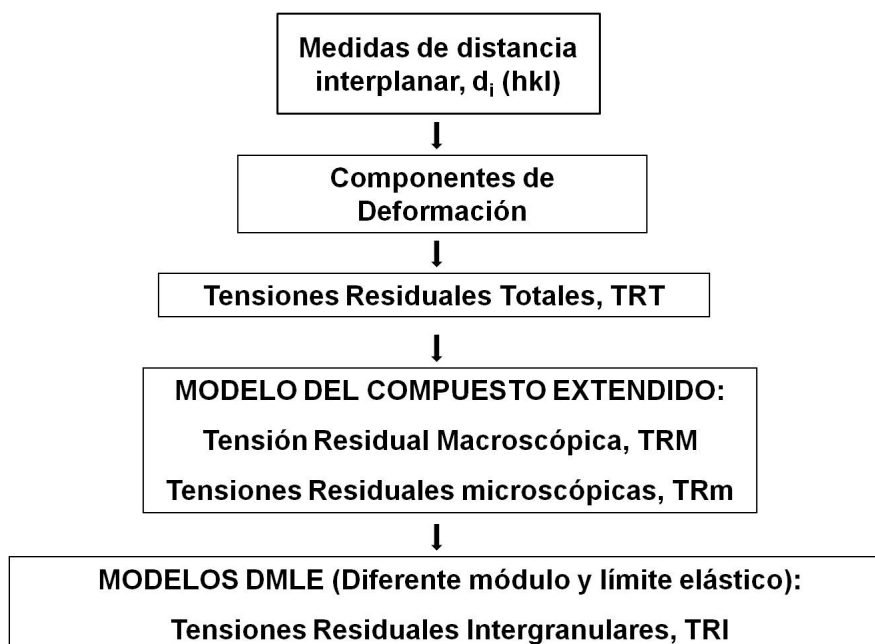 Medidas de distancia
interplanar, di (hkl)
Componentes de
Deformación
Tensiones Residuales Totales, TRT
MODELO DEL COMPUESTO EXTENDIDO:
Tensión Residual Macroscópica, TRM
Tensiones Residuales microscópicas, TRm
MODELOS DMLE (Diferente módulo y límite elástico):
Tensiones Residuales Intergranulares, TRI